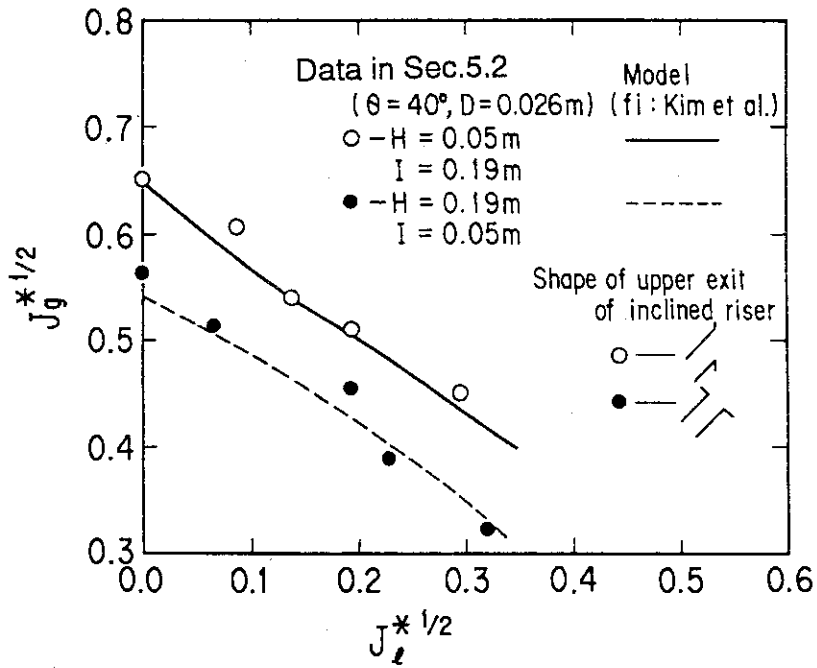 0.8
0.7
0.6
0.5
0.4
0.3
0.0 0.1 0.2 0.3 0.4 0.5 0.6
J_g^{*1/2}
J_ℓ^{*1/2}
Data in Sec.5.2
Model
(θ=40°, D=0.026m) (fi: Kim et al.)
○ -H = 0.05m
I = 0.19m
● -H = 0.19m
I = 0.05m
Shape of upper exit
of inclined riser